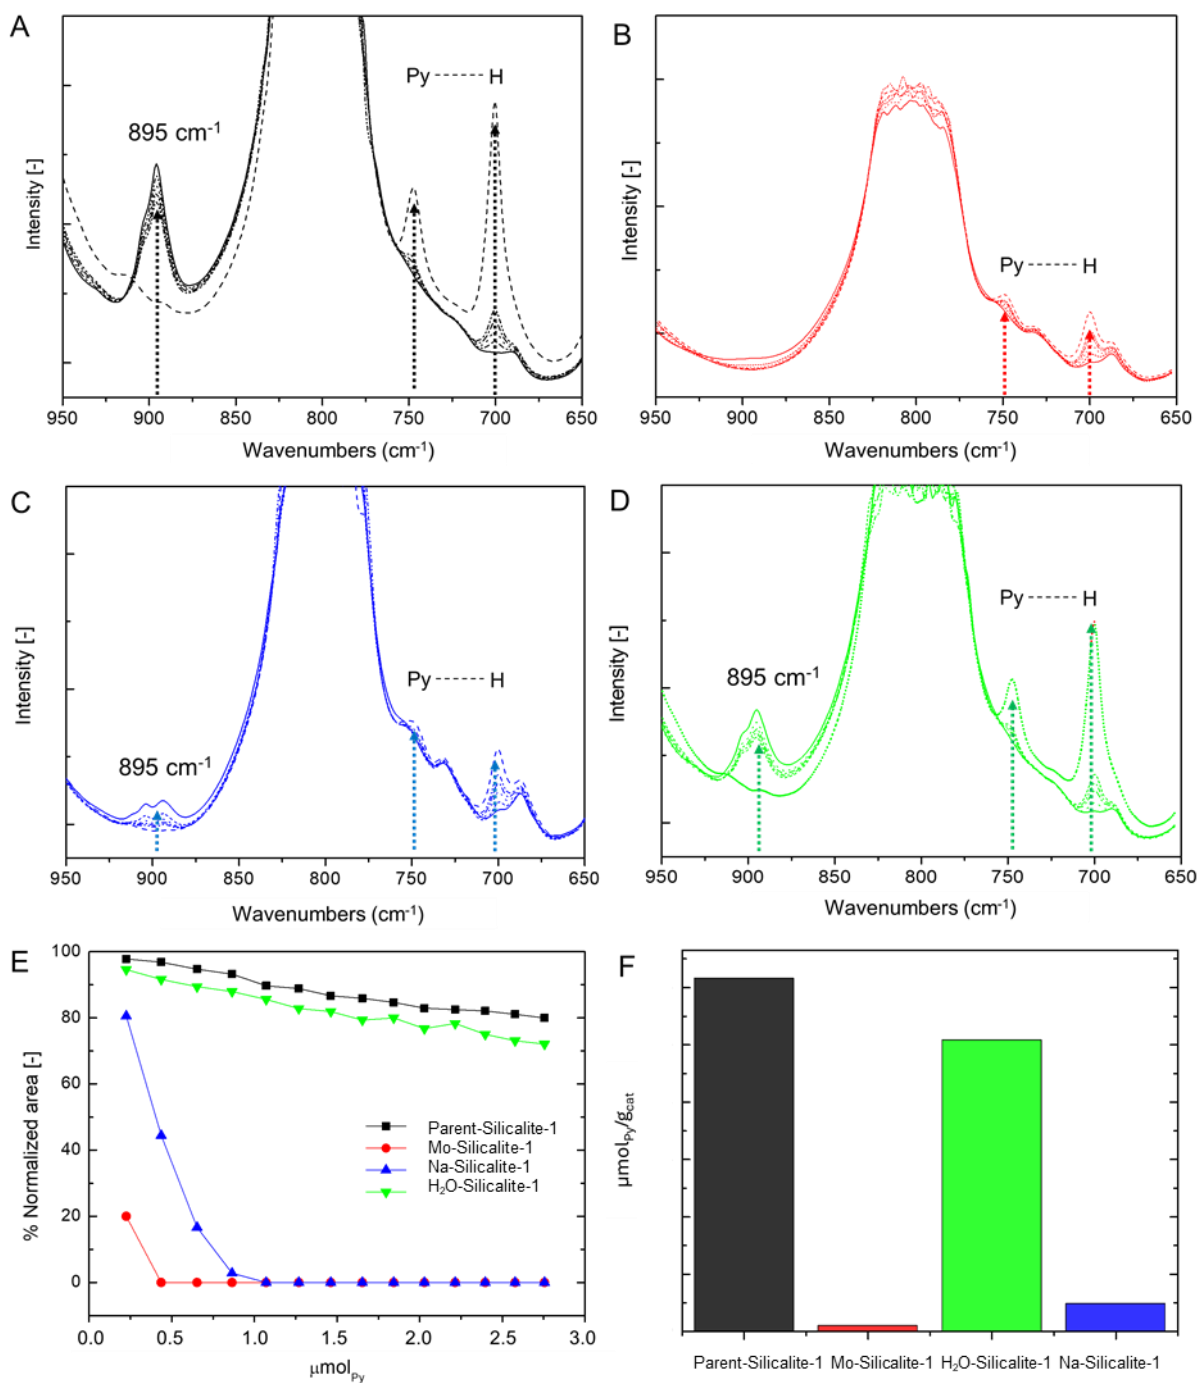 A
Py ------ H
895 cm-1
Intensity [-]
950 900 850 800 750 700 650
Wavenumbers (cm-1)
B
Py ------ H
Intensity [-]
950 900 850 800 750 700 650
Wavenumbers (cm-1)
C
Py ------ H
895 cm-1
Intensity [-]
950 900 850 800 750 700 650
Wavenumbers (cm-1)
D
Py ------ H
895 cm-1
Intensity [-]
950 900 850 800 750 700 650
Wavenumbers (cm-1)
E
100
80
60
40
20
0
% Normalized area [-]
Parent-Silicalite-1
Mo-Silicalite-1
Na-Silicalite-1
H2O-Silicalite-1
0.0 0.5 1.0 1.5 2.0 2.5 3.0
μmolPy
F
μmolPy/gcat
Parent-Silicalite-1 Mo-Silicalite-1 H2O-Silicalite-1 Na-Silicalite-1